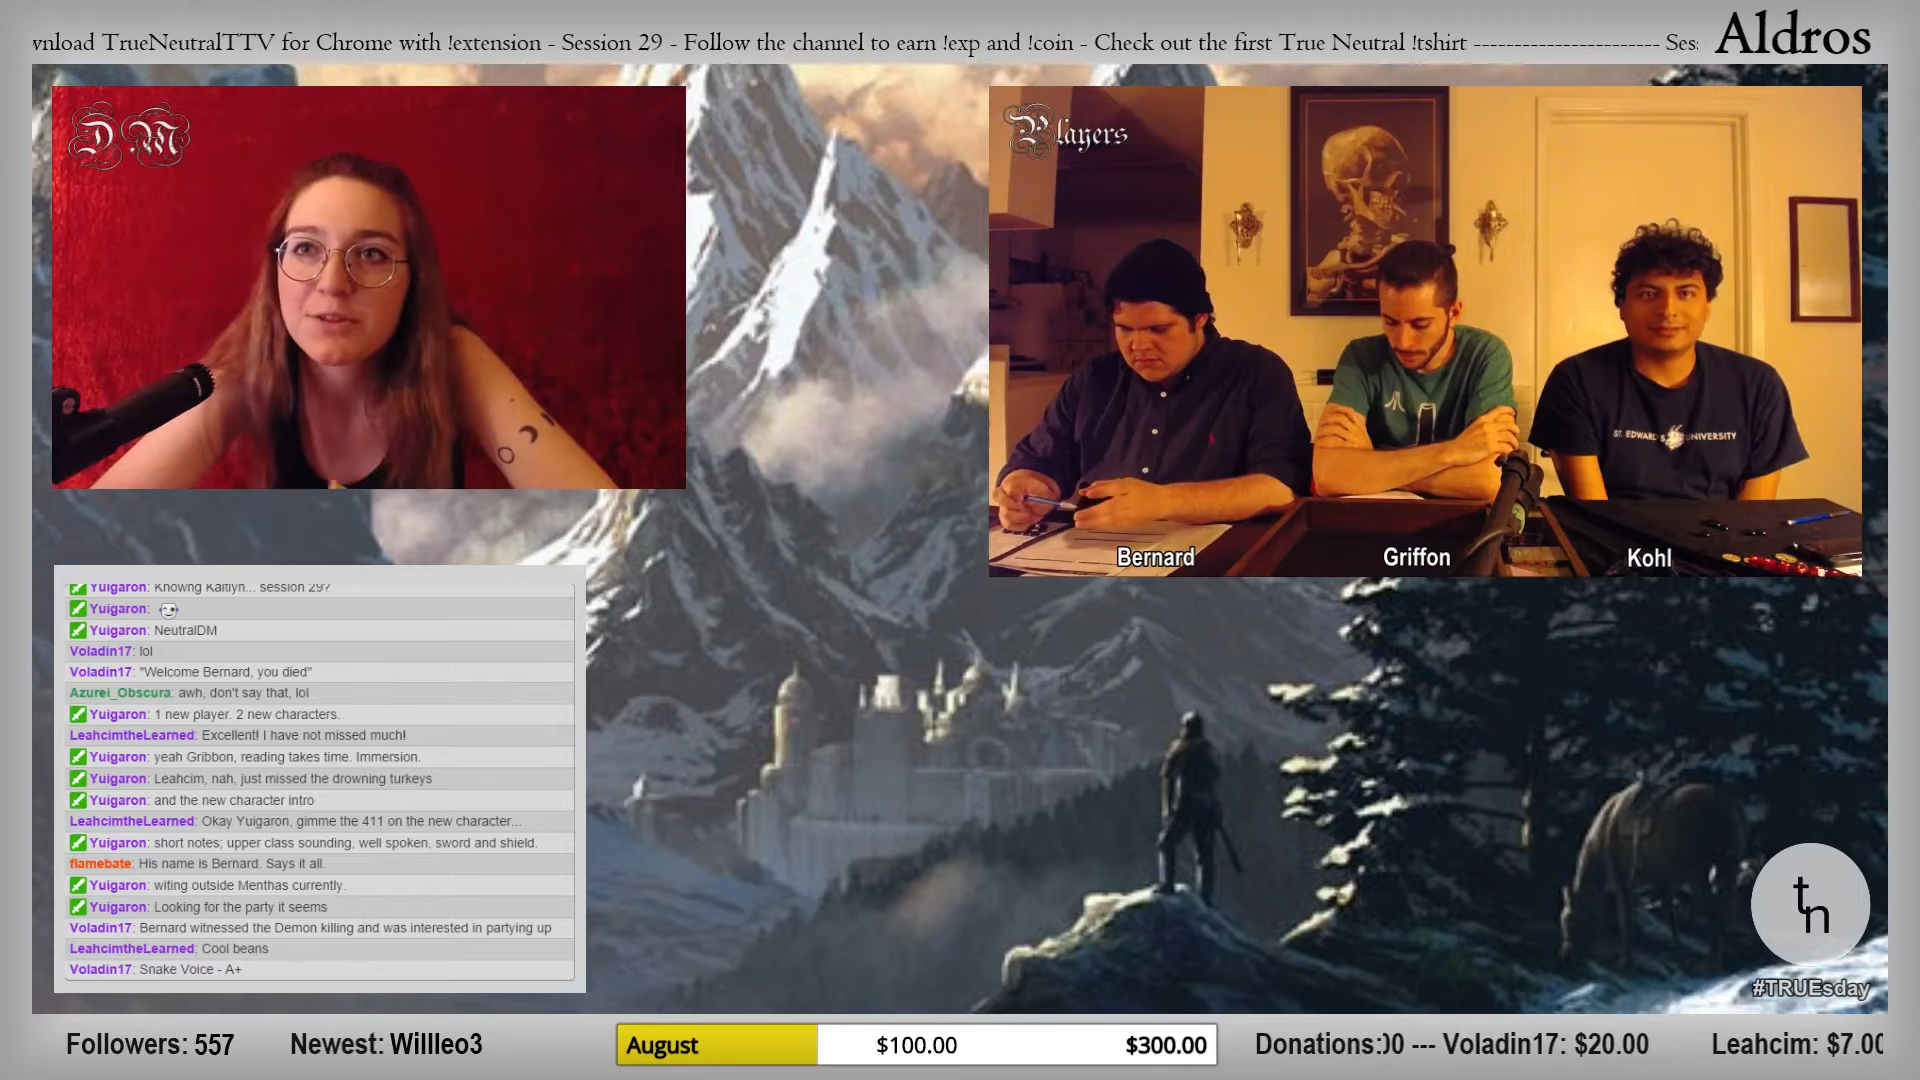 vnload TrueNeutralTTV for Chrome with !extension - Session 29 - Follow the channel to earn !exp and !coin - Check out the first True Neutral !tshirt ----------------------- Ses
Aldros
D.M
Players
ST. EDWARD'S UNIVERSITY
Bernard
Griffon
Kohl
Yuigaron: Knowng Kaitlyn... session 29?
Yuigaron:
Yuigaron: NeutralDM
Voladin17: lol
Voladin17: "Welcome Bernard, you died"
Azurei_Obscura: awh, don't say that, lol
Yuigaron: 1 new player. 2 new characters.
LeahcimtheLearned: Excellent! I have not missed much!
Yuigaron: yeah Gribbon, reading takes time. Immersion.
Yuigaron: Leahcim, nah, just missed the drowning turkeys
Yuigaron: and the new character intro
LeahcimtheLearned: Okay Yuigaron, gimme the 411 on the new character...
Yuigaron: short notes; upper class sounding, well spoken, sword and shield.
flamebate: His name is Bernard. Says it all.
Yuigaron: witing outside Menthas currently.
Yuigaron: Looking for the party it seems
Voladin17: Bernard witnessed the Demon killing and was interested in partying up
LeahcimtheLearned: Cool beans
Voladin17: Snake Voice - A+
tn
#TRUEsday
Followers: 557
Newest: Willleo3
August
$100.00
$300.00
Donations:00 --- Voladin17: $20.00
Leahcim: $7.00